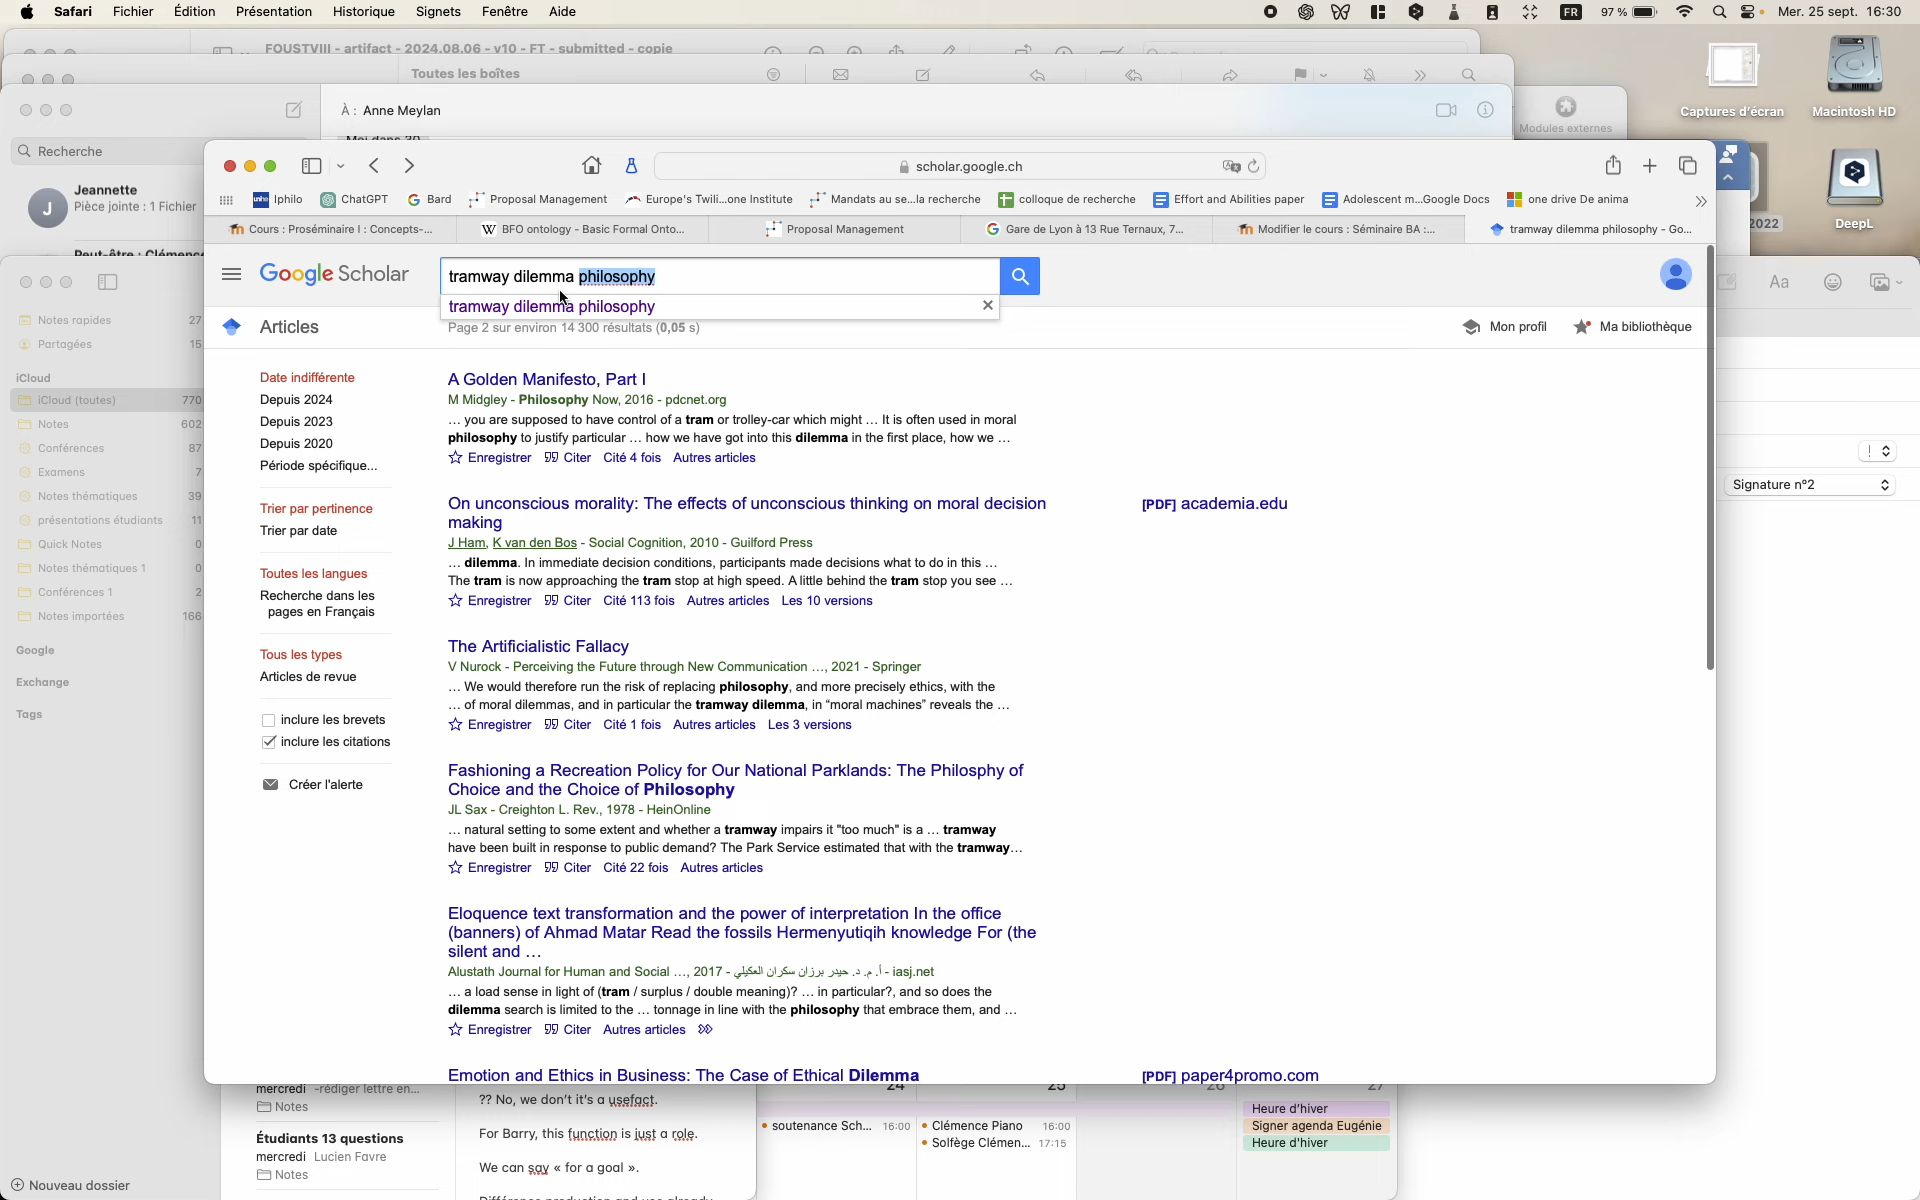 Safari Fichier Édition Présentation Historique Signets Fenêtre Aide FR 97 % Mer. 25 sept. 16:30
FOUSTVIII - artifact - 2024.08.06 - v10 - FT - submitted - copie
Toutes les boîtes
À : Anne Meylan
Modules externes
Captures d'écran
Macintosh HD
Recherche
Jeannette
J
Pièce jointe : 1 Fichier
scholar.google.ch
Iphilo ChatGPT Bard Proposal Management Europe's Twili...one Institute Mandats au se...la recherche colloque de recherche Effort and Abilities paper Adolescent m...Google Docs one drive De anima
2022
DeepL
Cours : Proséminaire I : Concepts-... BFO ontology - Basic Formal Onto... Proposal Management Gare de Lyon à 13 Rue Ternaux, 7... Modifier le cours : Séminaire BA :... tramway dilemma philosophy - Go...
Google Scholar
tramway dilemma philosophy
tramway dilemma philosophy
Articles
Page 2 sur environ 14 300 résultats (0,05 s)
Mon profil
Ma bibliothèque
Notes rapides 27
Partagées 15
iCloud
iCloud (toutes) 770
Notes 602
Conférences 87
Examens 7
Notes thématiques 39
présentations étudiants 11
Quick Notes 0
Notes thématiques 1 0
Conférences 1 2
Notes importées 166
Google
Exchange
Tags
Nouveau dossier
Date indifférente
Depuis 2024
Depuis 2023
Depuis 2020
Période spécifique...
Trier par pertinence
Trier par date
Toutes les langues
Recherche dans les
pages en Français
Tous les types
Articles de revue
inclure les brevets
inclure les citations
Créer l'alerte
A Golden Manifesto, Part I
M Midgley - Philosophy Now, 2016 - pdcnet.org
... you are supposed to have control of a tram or trolley-car which might ... It is often used in moral
philosophy to justify particular ... how we have got into this dilemma in the first place, how we ...
Enregistrer Citer Cité 4 fois Autres articles
On unconscious morality: The effects of unconscious thinking on moral decision
making
[PDF] academia.edu
J Ham, K van den Bos - Social Cognition, 2010 - Guilford Press
... dilemma. In immediate decision conditions, participants made decisions what to do in this ...
The tram is now approaching the tram stop at high speed. A little behind the tram stop you see ...
Enregistrer Citer Cité 113 fois Autres articles Les 10 versions
The Artificialistic Fallacy
V Nurock - Perceiving the Future through New Communication ..., 2021 - Springer
... We would therefore run the risk of replacing philosophy, and more precisely ethics, with the
... of moral dilemmas, and in particular the tramway dilemma, in “moral machines” reveals the ...
Enregistrer Citer Cité 1 fois Autres articles Les 3 versions
Fashioning a Recreation Policy for Our National Parklands: The Philosphy of
Choice and the Choice of Philosophy
JL Sax - Creighton L. Rev., 1978 - HeinOnline
... natural setting to some extent and whether a tramway impairs it "too much" is a ... tramway
have been built in response to public demand? The Park Service estimated that with the tramway...
Enregistrer Citer Cité 22 fois Autres articles
Eloquence text transformation and the power of interpretation In the office
(banners) of Ahmad Matar Read the fossils Hermenyutiqih knowledge For (the
silent and ...
أ. م. د. حيدر برزان سكران العكيلي - Alustath Journal for Human and Social ..., 2017 - iasj.net
... a load sense in light of (tram / surplus / double meaning)? ... in particular?, and so does the
dilemma search is limited to the ... tonnage in line with the philosophy that embrace them, and ...
Enregistrer Citer Autres articles
Emotion and Ethics in Business: The Case of Ethical Dilemma
[PDF] paper4promo.com
Aa
!
Signature n°2
mercredi -rédiger lettre en...
Notes
Étudiants 13 questions
mercredi Lucien Favre
Notes
?? No, we don't it's a usefact.
For Barry, this function is just a role.
We can say « for a goal ».
24 25 26 27
soutenance Sch... 16:00
Clémence Piano 16:00
Solfège Clémen... 17:15
Heure d'hiver
Signer agenda Eugénie
Heure d'hiver